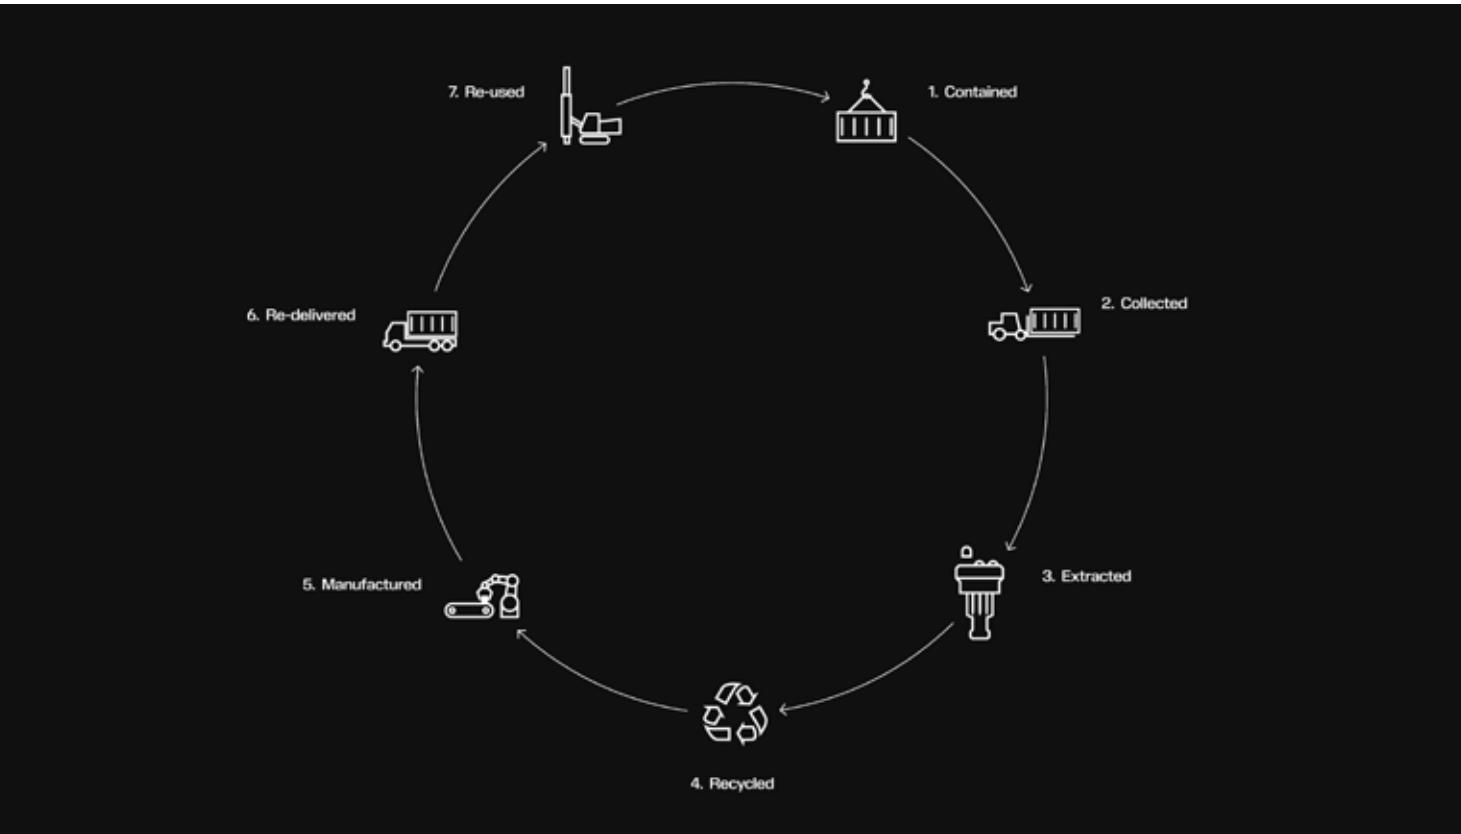 1. Contained
2. Collected
3. Extracted
4. Recycled
5. Manufactured
6. Re-delivered
7. Re-used